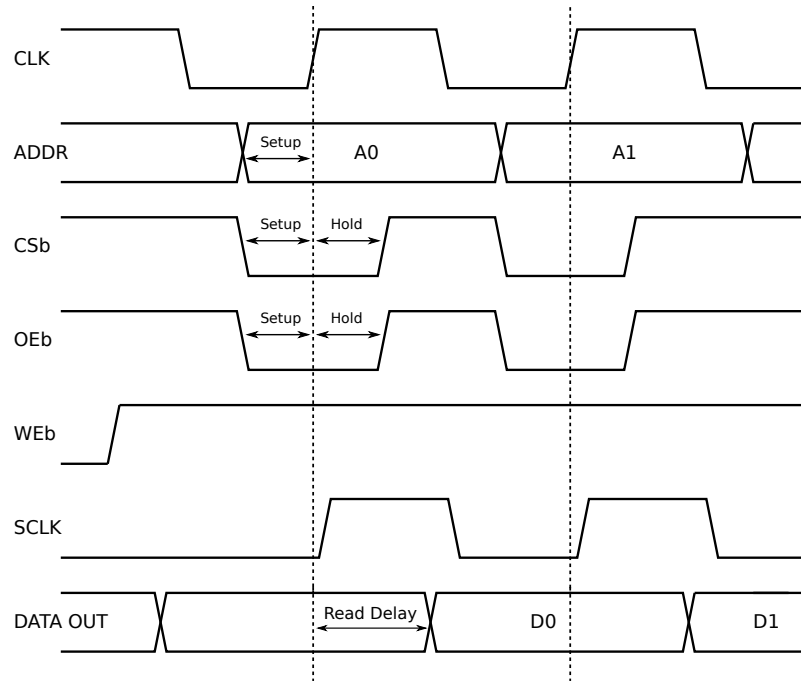 CLK
ADDR
Setup
A0
A1
CSb
Setup
Hold
OEb
Setup
Hold
WEb
SCLK
DATA OUT
Read Delay
D0
D1